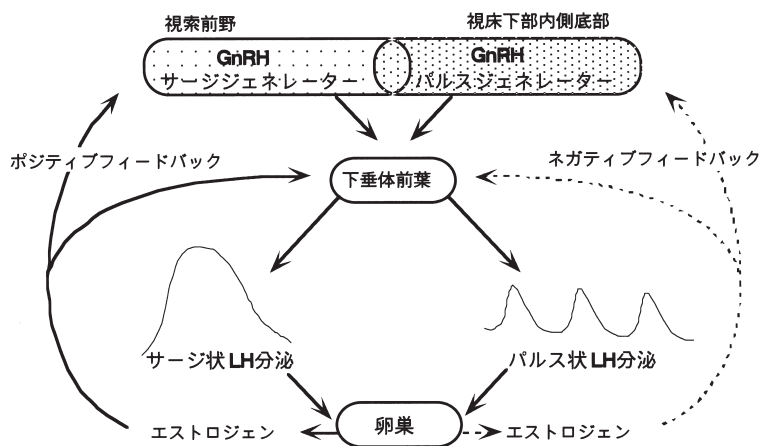 視索前野
視床下部内側底部
GnRH
サージジェネレーター
GnRH
パルスジェネレーター
ポジティブフィードバック
ネガティブフィードバック
下垂体前葉
サージ状LH分泌
パルス状LH分泌
エストロジェン
卵巣
エストロジェン